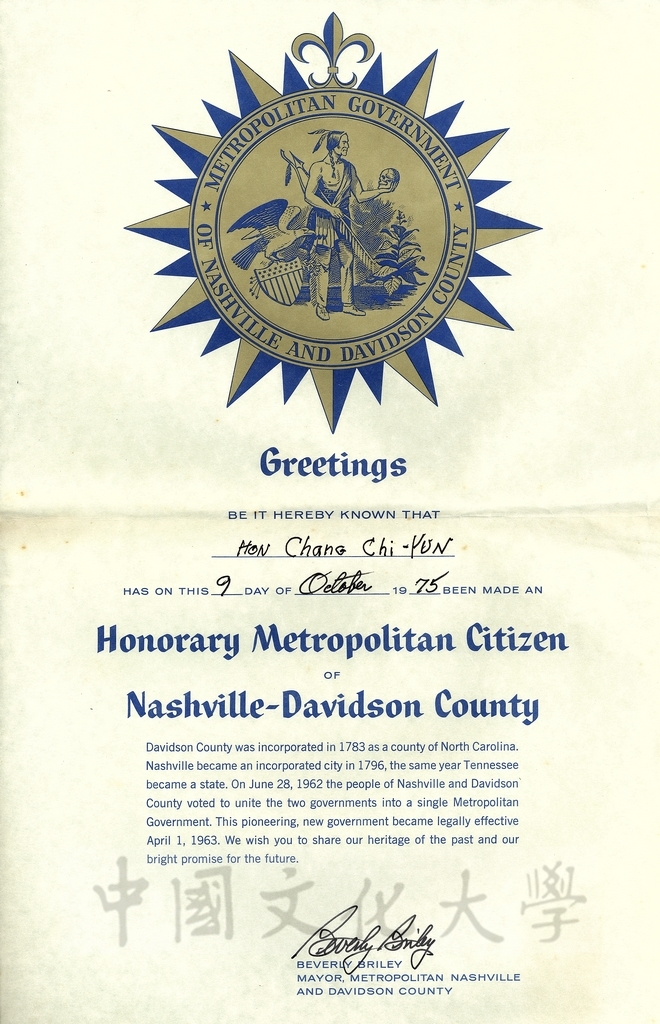 METROPOLITAN GOVERNMENT
OF NASHVILLE AND DAVIDSON COUNTY
Greetings
BE IT HEREBY KNOWN THAT
HON Chang Chi-YUN
HAS ON THIS 9 DAY OF October 1975 BEEN MADE AN
Honorary Metropolitan Citizen
OF
Nashville-Davidson County
Davidson County was incorporated in 1783 as a county of North Carolina.
Nashville became an incorporated city in 1796, the same year Tennessee
became a state. On June 28, 1962 the people of Nashville and Davidson
County voted to unite the two governments into a single Metropolitan
Government. This pioneering, new government became legally effective
April 1, 1963. We wish you to share our heritage of the past and our
bright promise for the future.
中國文化大學
Beverly Briley
BEVERLY BRILEY
MAYOR, METROPOLITAN NASHVILLE
AND DAVIDSON COUNTY